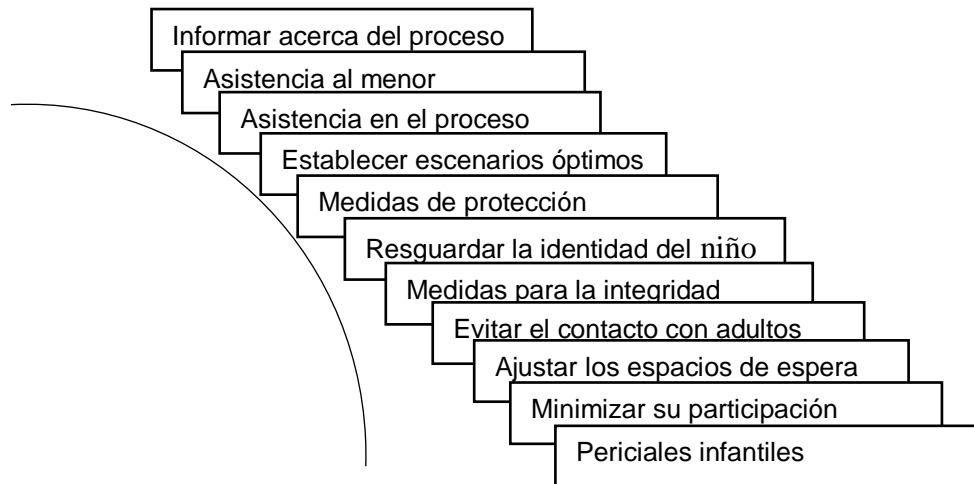 Informar acerca del proceso
Asistencia al menor
Asistencia en el proceso
Establecer escenarios óptimos
Medidas de protección
Resguardar la identidad del niño
Medidas para la integridad
Evitar el contacto con adultos
Ajustar los espacios de espera
Minimizar su participación
Periciales infantiles